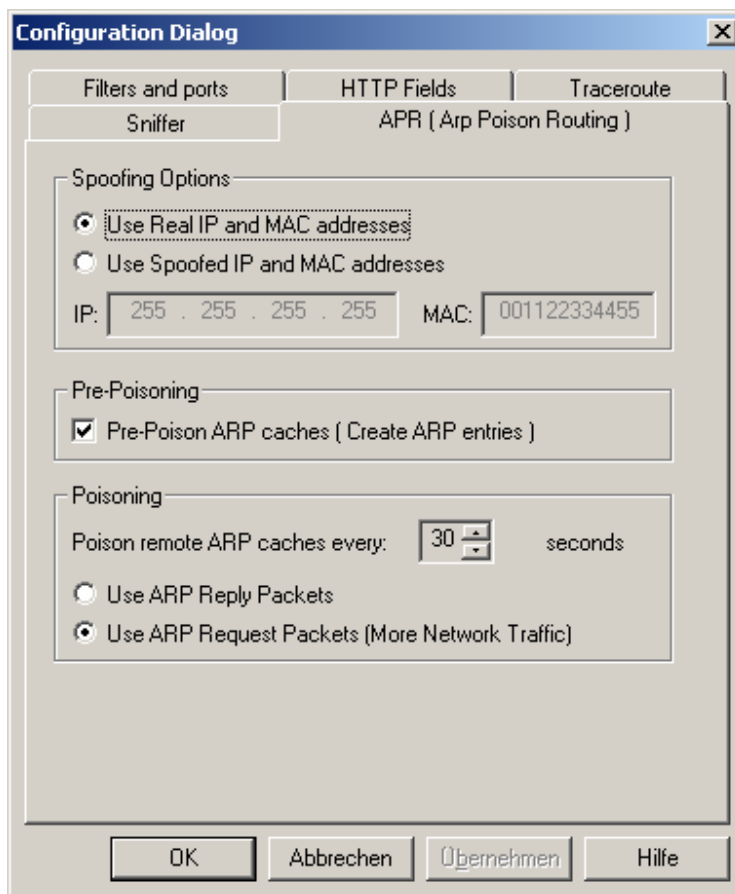 Configuration Dialog
Filters and ports
HTTP Fields
Traceroute
Sniffer
APR ( Arp Poison Routing )
Spoofing Options
Use Real IP and MAC addresses
Use Spoofed IP and MAC addresses
IP: 255 . 255 . 255 . 255 MAC: 001122334455
Pre-Poisoning
Pre-Poison ARP caches ( Create ARP entries )
Poisoning
Poison remote ARP caches every: 30 seconds
Use ARP Reply Packets
Use ARP Request Packets (More Network Traffic)
OK
Abbrechen
Übernehmen
Hilfe